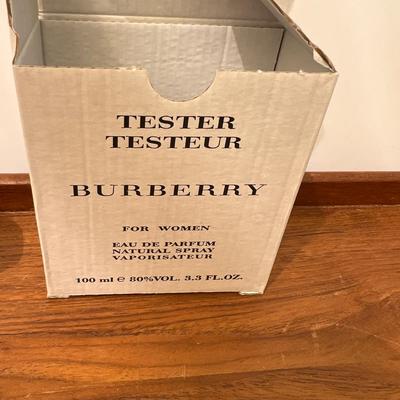 TESTER
TESTEUR
BURBERRY
FOR WOMEN
EAU DE PARFUM
NATURAL SPRAY
VAPORISATEUR
100 ml ℮ 80%VOL. 3.3 FL.OZ.